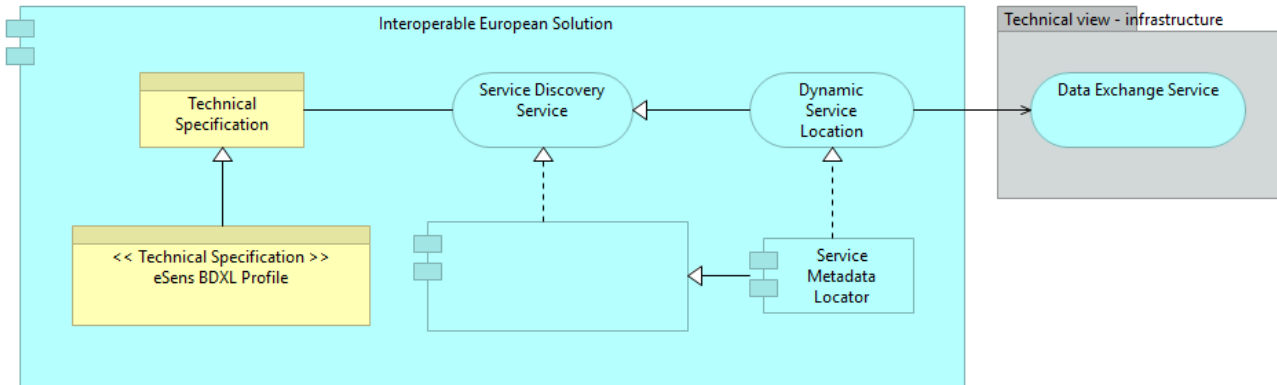 Interoperable European Solution
Technical view - infrastructure
Technical
Specification
Service Discovery
Service
Dynamic
Service
Location
Data Exchange Service
<< Technical Specification >>
eSens BDXL Profile
Service
Metadata
Locator